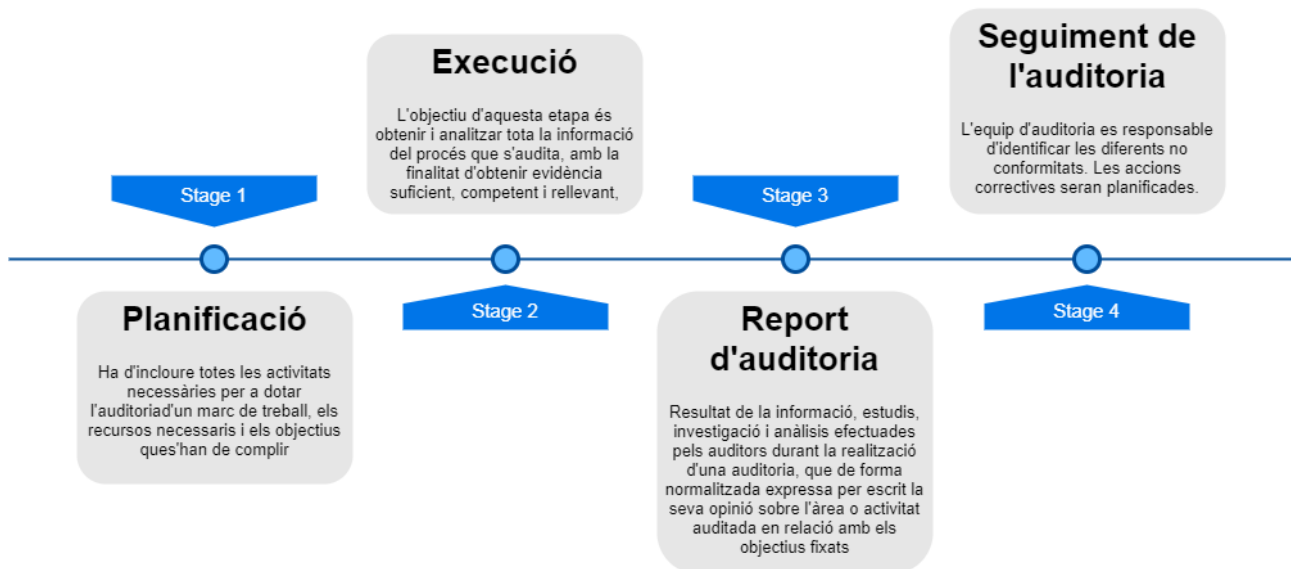 Stage 1
Planificació
Ha d'incloure totes les activitats
necessàries per a dotar
l'auditoriad'un marc de treball, els
recursos necessaris i els objectius
ques'han de complir
Execució
L'objectiu d'aquesta etapa és
obtenir i analitzar tota la informació
del procés que s'audita, amb la
finalitat d'obtenir evidència
suficient, competent i rellevant,
Stage 2
Stage 3
Report
d'auditoria
Resultat de la informació, estudis,
investigació i anàlisis efectuades
pels auditors durant la realització
d'una auditoria, que de forma
normalitzada expressa per escrit la
seva opinió sobre l'àrea o activitat
auditada en relació amb els
objectius fixats
Seguiment de
l'auditoria
L'equip d'auditoria es responsable
d'identificar les diferents no
conformitats. Les accions
correctives seran planificades.
Stage 4